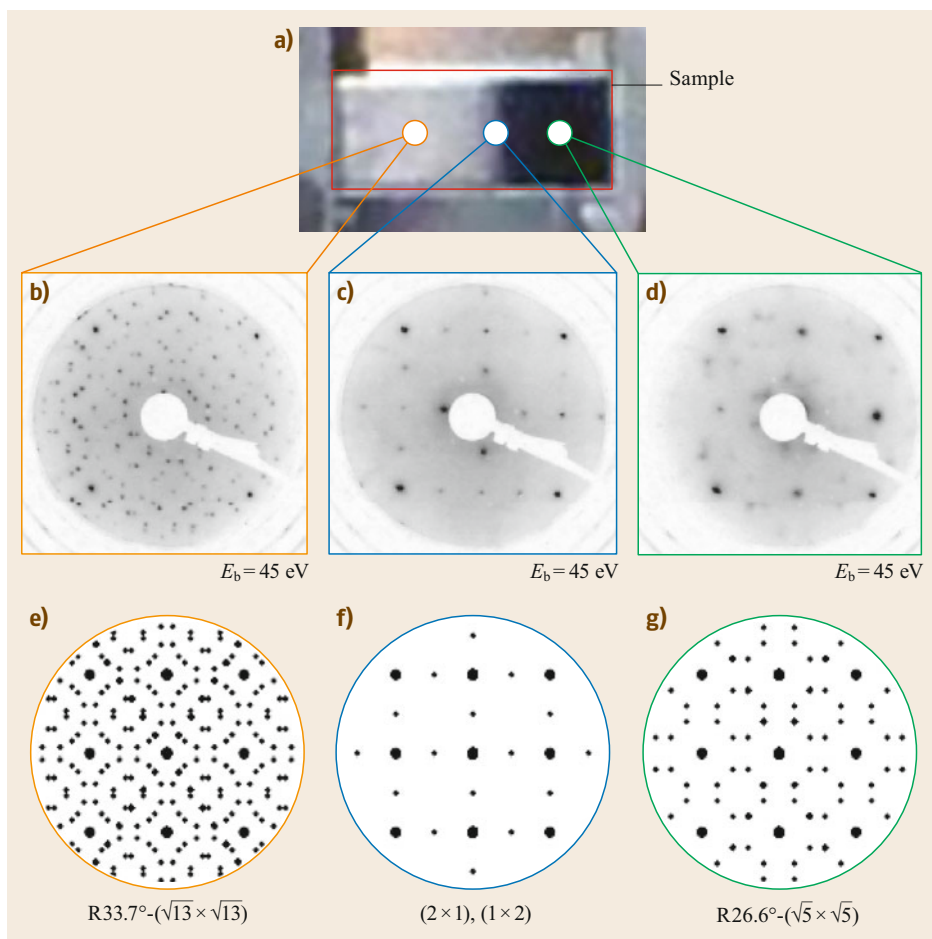 a)
Sample
b)
c)
d)
E_b = 45 eV
E_b = 45 eV
E_b = 45 eV
e)
f)
g)
R33.7°-(√13 × √13)
(2 × 1), (1 × 2)
R26.6°-(√5 × √5)